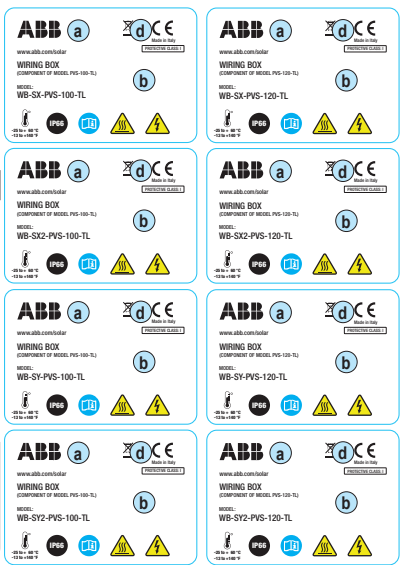 ABB a d CE
Made in Italy
PROTECTIVE CLASS: I
www.abb.com/solar
WIRING BOX
(COMPONENT OF MODEL PVS-100-TL)
b
MODEL:
WB-SX-PVS-100-TL
IP66
-25 to + 60 °C
-13 to +140 °F
ABB a d CE
Made in Italy
PROTECTIVE CLASS: I
www.abb.com/solar
WIRING BOX
(COMPONENT OF MODEL PVS-120-TL)
b
MODEL:
WB-SX-PVS-120-TL
IP66
-25 to + 60 °C
-13 to +140 °F
ABB a d CE
Made in Italy
PROTECTIVE CLASS: I
www.abb.com/solar
WIRING BOX
(COMPONENT OF MODEL PVS-100-TL)
b
MODEL:
WB-SX2-PVS-100-TL
IP66
-25 to + 60 °C
-13 to +140 °F
ABB a d CE
Made in Italy
PROTECTIVE CLASS: I
www.abb.com/solar
WIRING BOX
(COMPONENT OF MODEL PVS-120-TL)
b
MODEL:
WB-SX2-PVS-120-TL
IP66
-25 to + 60 °C
-13 to +140 °F
ABB a d CE
Made in Italy
PROTECTIVE CLASS: I
www.abb.com/solar
WIRING BOX
(COMPONENT OF MODEL PVS-100-TL)
b
MODEL:
WB-SY-PVS-100-TL
IP66
-25 to + 60 °C
-13 to +140 °F
ABB a d CE
Made in Italy
PROTECTIVE CLASS: I
www.abb.com/solar
WIRING BOX
(COMPONENT OF MODEL PVS-120-TL)
b
MODEL:
WB-SY-PVS-120-TL
IP66
-25 to + 60 °C
-13 to +140 °F
ABB a d CE
Made in Italy
PROTECTIVE CLASS: I
www.abb.com/solar
WIRING BOX
(COMPONENT OF MODEL PVS-100-TL)
b
MODEL:
WB-SY2-PVS-100-TL
IP66
-25 to + 60 °C
-13 to +140 °F
ABB a d CE
Made in Italy
PROTECTIVE CLASS: I
www.abb.com/solar
WIRING BOX
(COMPONENT OF MODEL PVS-120-TL)
b
MODEL:
WB-SY2-PVS-120-TL
IP66
-25 to + 60 °C
-13 to +140 °F